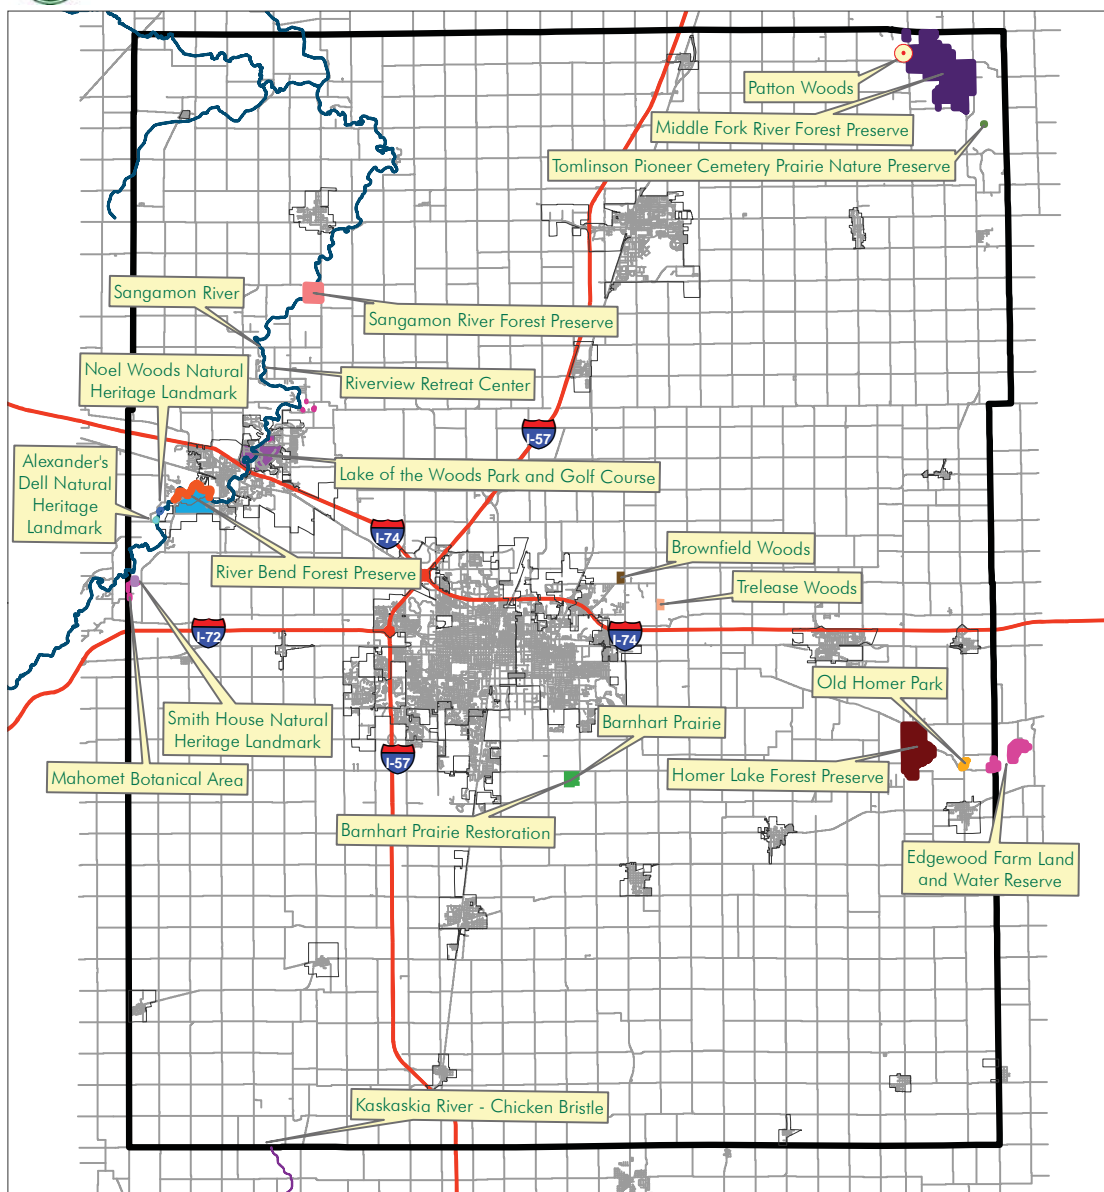 Patton Woods
Middle Fork River Forest Preserve
Tomlinson Pioneer Cemetery Prairie Nature Preserve
Sangamon River
Sangamon River Forest Preserve
Noel Woods Natural
Heritage Landmark
Riverview Retreat Center
I-57
Alexander's
Dell Natural
Heritage
Landmark
Lake of the Woods Park and Golf Course
I-74
Brownfield Woods
River Bend Forest Preserve
Trelease Woods
I-72
I-74
Old Homer Park
Smith House Natural
Heritage Landmark
Barnhart Prairie
I-57
Mahomet Botanical Area
Homer Lake Forest Preserve
Barnhart Prairie Restoration
Edgewood Farm Land
and Water Reserve
Kaskaskia River - Chicken Bristle